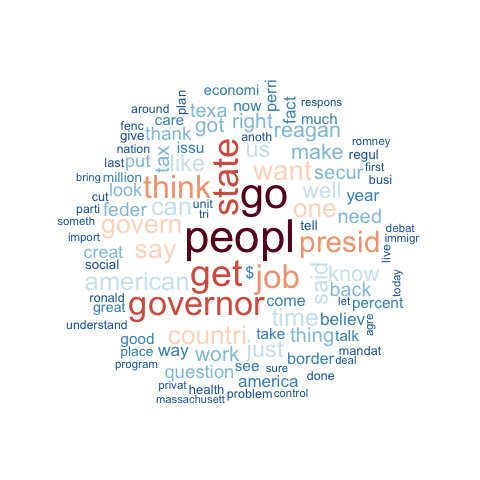 economi
perri
plan
fact
respons
around
texa
now
care
right
much
fenc
give
thank
got
reagan
anoth
nation
tax
issu
state
us
make
romney
last
put
like
regul
first
bring
million
look
think
go
want
secur
busi
cut
unit
well
year
parti
feder
can
tri
one
need
someth
govern
peopl
tell
debat
import
say
presid
immigr
creat
live
social
get
$
job
said
know
american
today
ronald
back
great
governor
come
let
percent
understand
time
believ
agre
good
countri
take
thing
talk
place
way
work
just
border
mandat
program
question
see
sure
deal
america
done
privat
health
problem
control
massachusett